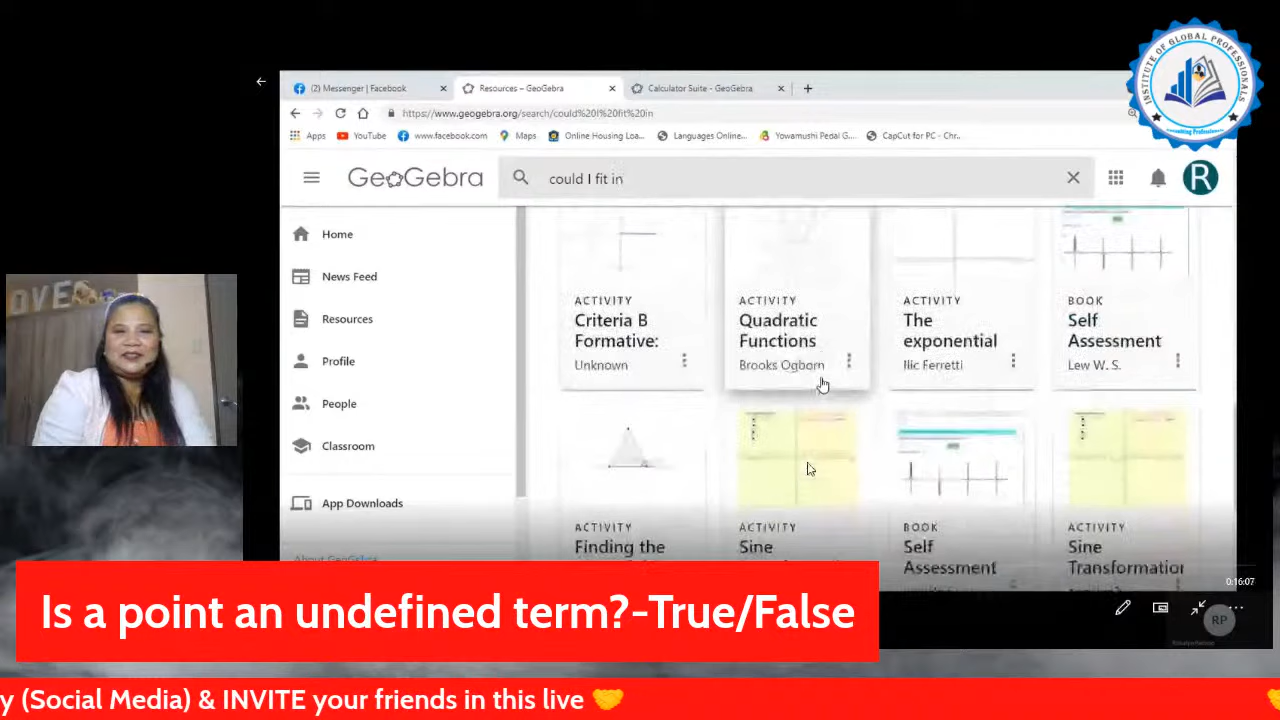 INSTITUTE OF GLOBAL PROFESSIONALS
(2) Messenger | Facebook
Resources – GeoGebra
Calculator Suite - GeoGebra
https://www.geogebra.org/search/could%20I%20fit%20in
Apps
YouTube
www.facebook.com
Maps
Online Housing Loa...
Languages Online...
Yowamushi Pedal G....
CapCut for PC - Chr..
GeoGebra
could I fit in
R
Home
News Feed
Resources
Profile
People
Classroom
App Downloads
About GeoGebra
ACTIVITY
Criteria B
Formative:
Unknown
ACTIVITY
Quadratic
Functions
Brooks Ogborn
ACTIVITY
The
exponential
Ilic Ferretti
BOOK
Self
Assessment
Lew W. S.
ACTIVITY
Finding the
ACTIVITY
Sine
BOOK
Self
Assessment
ACTIVITY
Sine
Transformation
OVE
0:16:07
RP
Is a point an undefined term?-True/False
y (Social Media) & INVITE your friends in this live 🤝